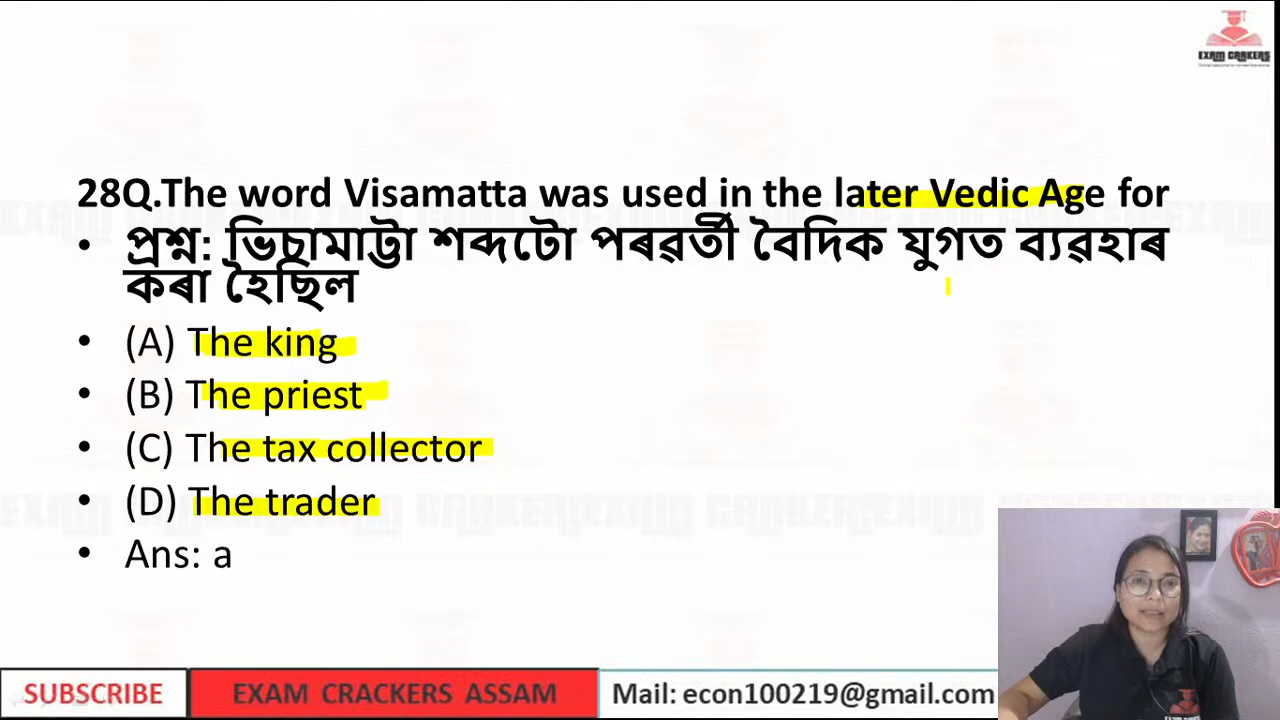 EXAM CRAKERS
28Q.The word Visamatta was used in the later Vedic Age for
• প্ৰশ্ন: ভিচামাট্টা শব্দটো পৰৱৰ্তী বৈদিক যুগত ব্যৱহাৰ
কৰা হৈছিল
• (A) The king
• (B) The priest
• (C) The tax collector
• (D) The trader
• Ans: a
SUBSCRIBE EXAM CRACKERS ASSAM Mail: econ100219@gmail.com